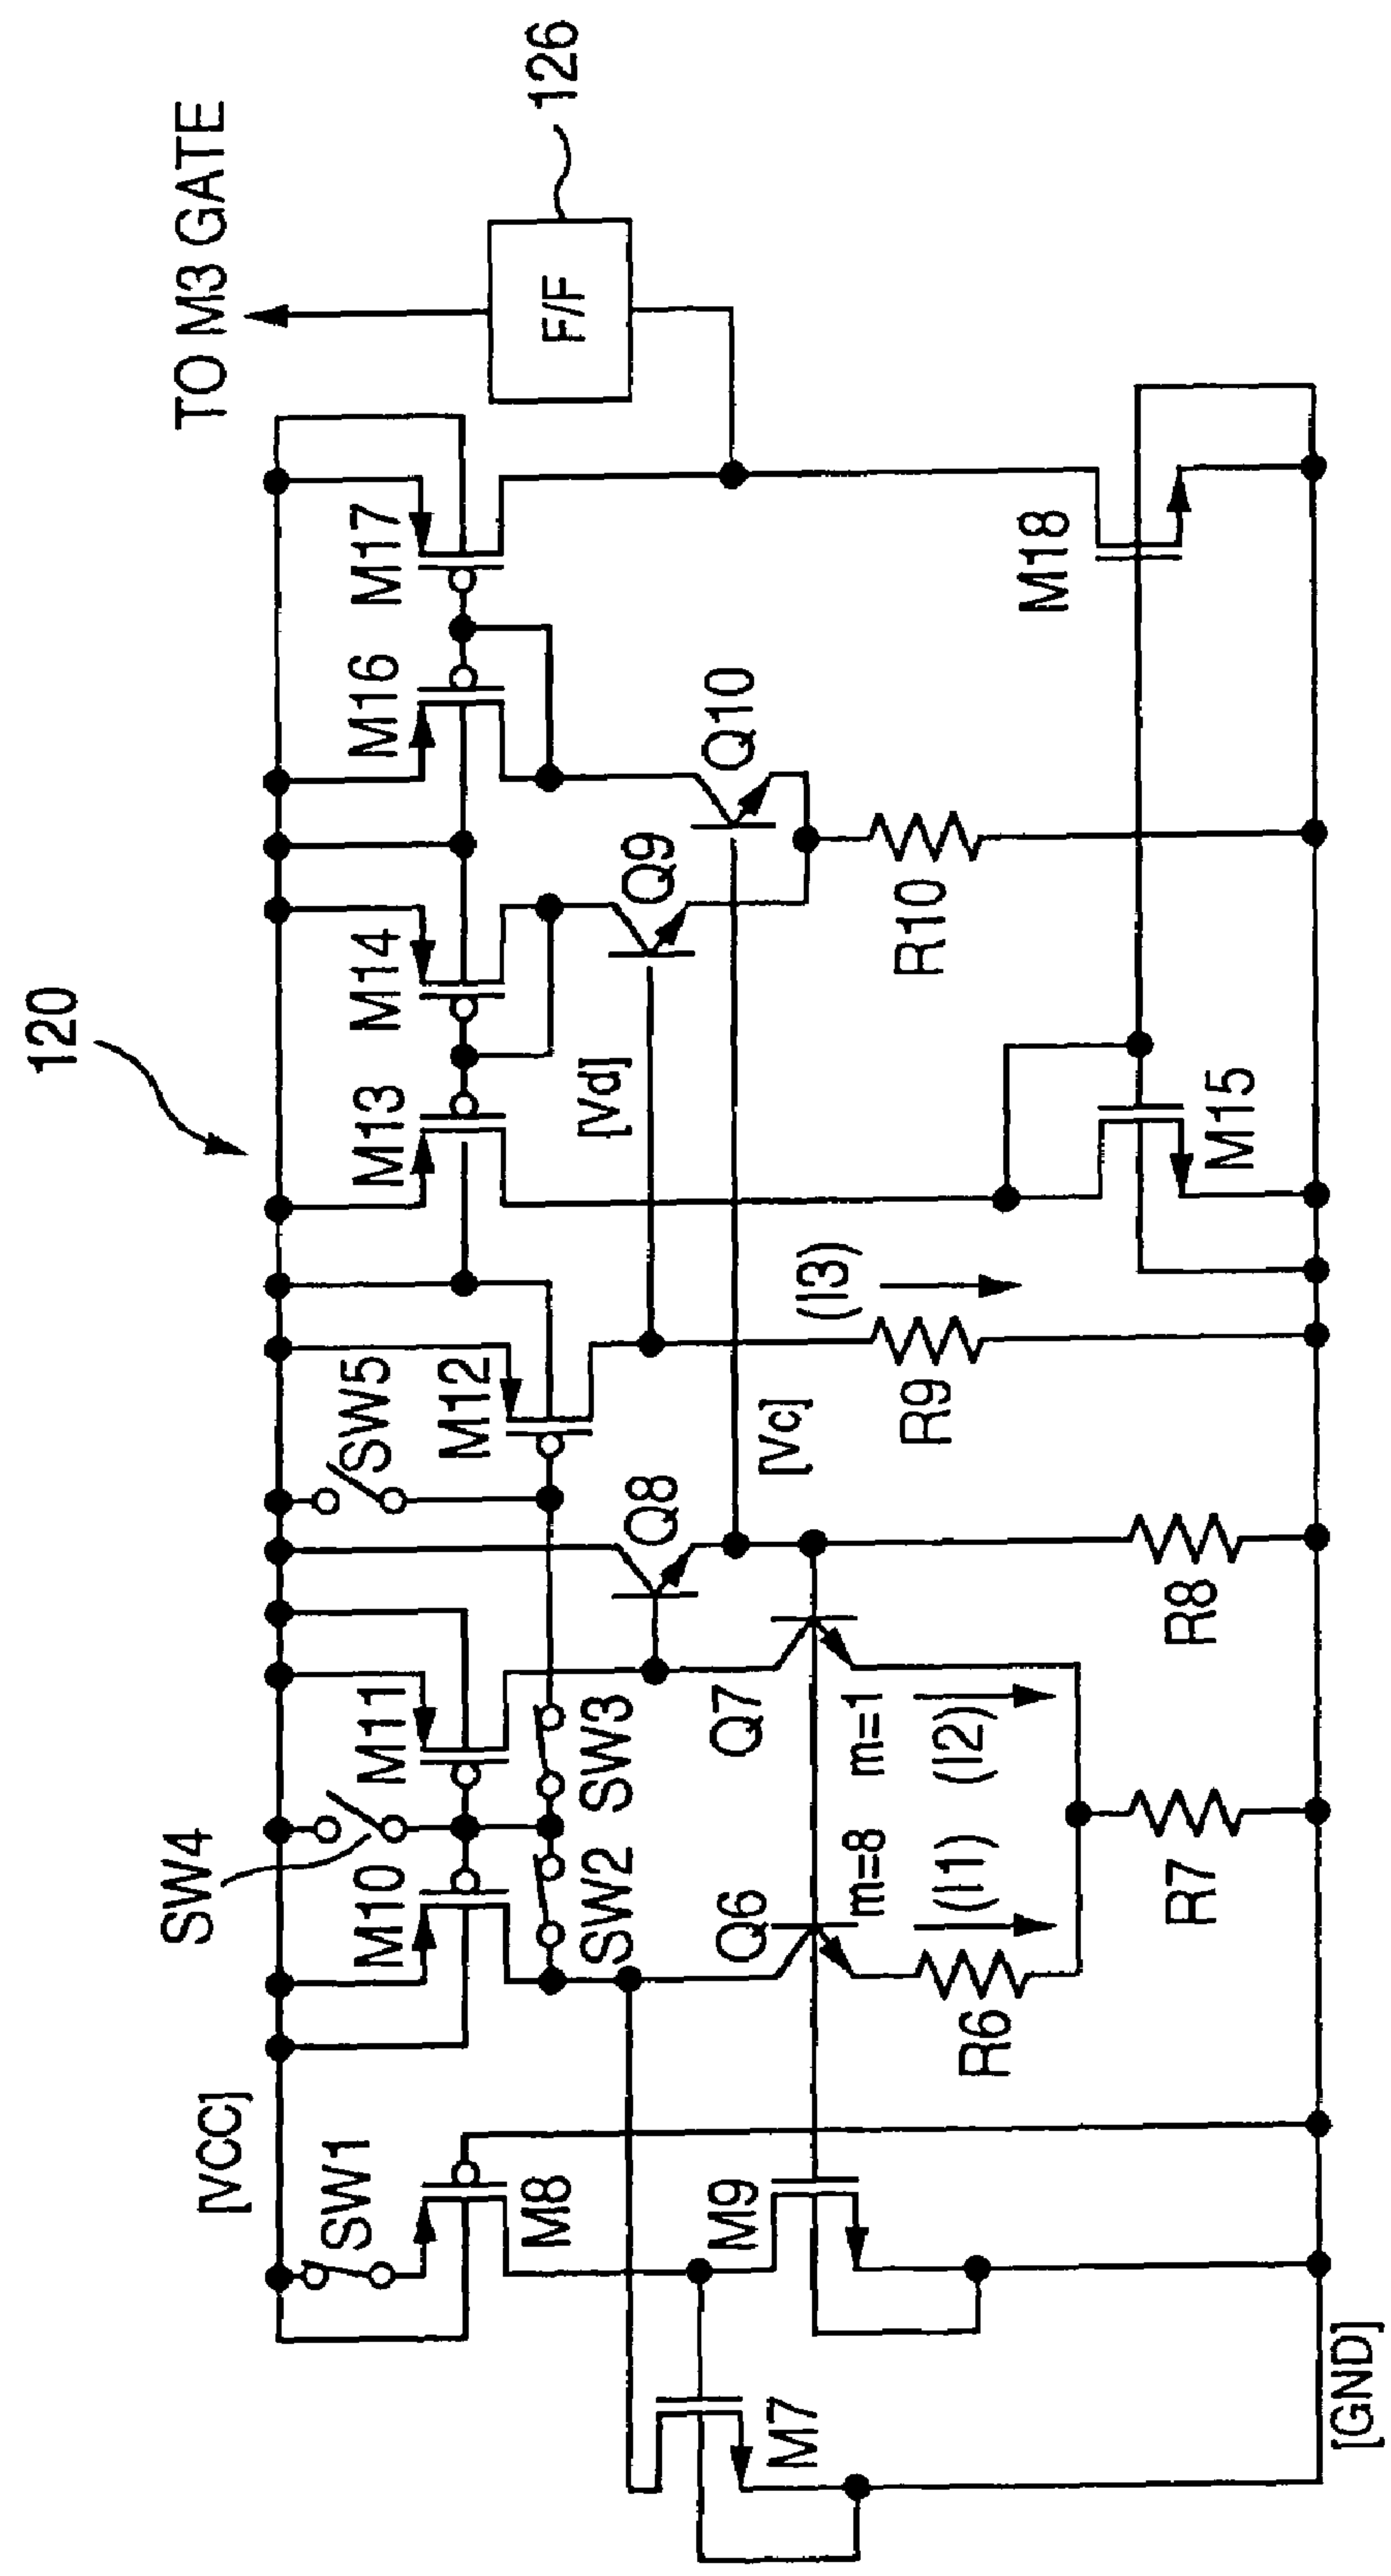 120
126
TO M3 GATE
F/F
[VCC]
SW1
M8
M9
M7
SW4
M10
M11
SW2
SW3
Q6
Q7
m=8
m=1
(I1)
(I2)
R6
R7
Q8
R8
SW5
M12
[Vc]
[Vd]
(I3)
R9
M13
M14
M15
Q9
Q10
R10
M16
M17
M18
[GND]